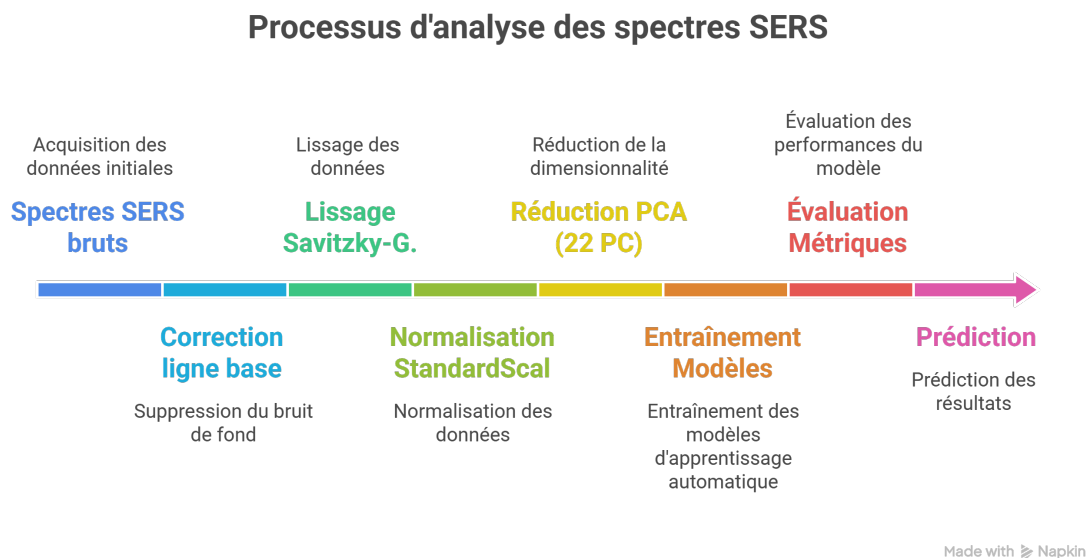 Processus d'analyse des spectres SERS
Acquisition des
données initiales
Spectres SERS
bruts
Correction
ligne base
Suppression du bruit
de fond
Lissage des
données
Lissage
Savitzky-G.
Normalisation
StandardScal
Normalisation des
données
Réduction de la
dimensionnalité
Réduction PCA
(22 PC)
Entraînement
Modèles
Entraînement des
modèles
d'apprentissage
automatique
Évaluation des
performances du
modèle
Évaluation
Métriques
Prédiction
Prédiction des
résultats
Made with Napkin